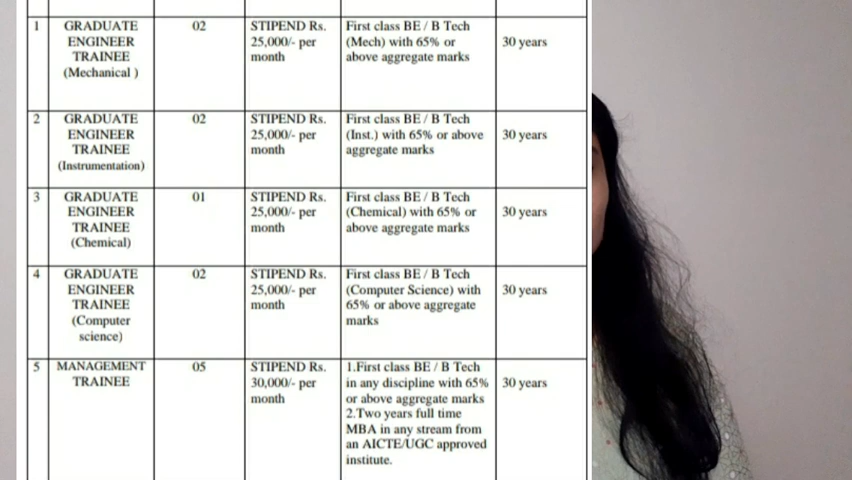 1
GRADUATE
ENGINEER
TRAINEE
(Mechanical )
02
STIPEND Rs.
25,000/- per
month
First class BE / B Tech
(Mech) with 65% or
above aggregate marks
30 years
2
GRADUATE
ENGINEER
TRAINEE
(Instrumentation)
02
STIPEND Rs.
25,000/- per
month
First class BE / B Tech
(Inst.) with 65% or above
aggregate marks
30 years
3
GRADUATE
ENGINEER
TRAINEE
(Chemical)
01
STIPEND Rs.
25,000/- per
month
First class BE / B Tech
(Chemical) with 65% or
above aggregate marks
30 years
4
GRADUATE
ENGINEER
TRAINEE
(Computer
science)
02
STIPEND Rs.
25,000/- per
month
First class BE / B Tech
(Computer Science) with
65% or above aggregate
marks
30 years
5
MANAGEMENT
TRAINEE
05
STIPEND Rs.
30,000/- per
month
1.First class BE / B Tech
in any discipline with 65%
or above aggregate marks
2.Two years full time
MBA in any stream from
an AICTE/UGC approved
institute.
30 years